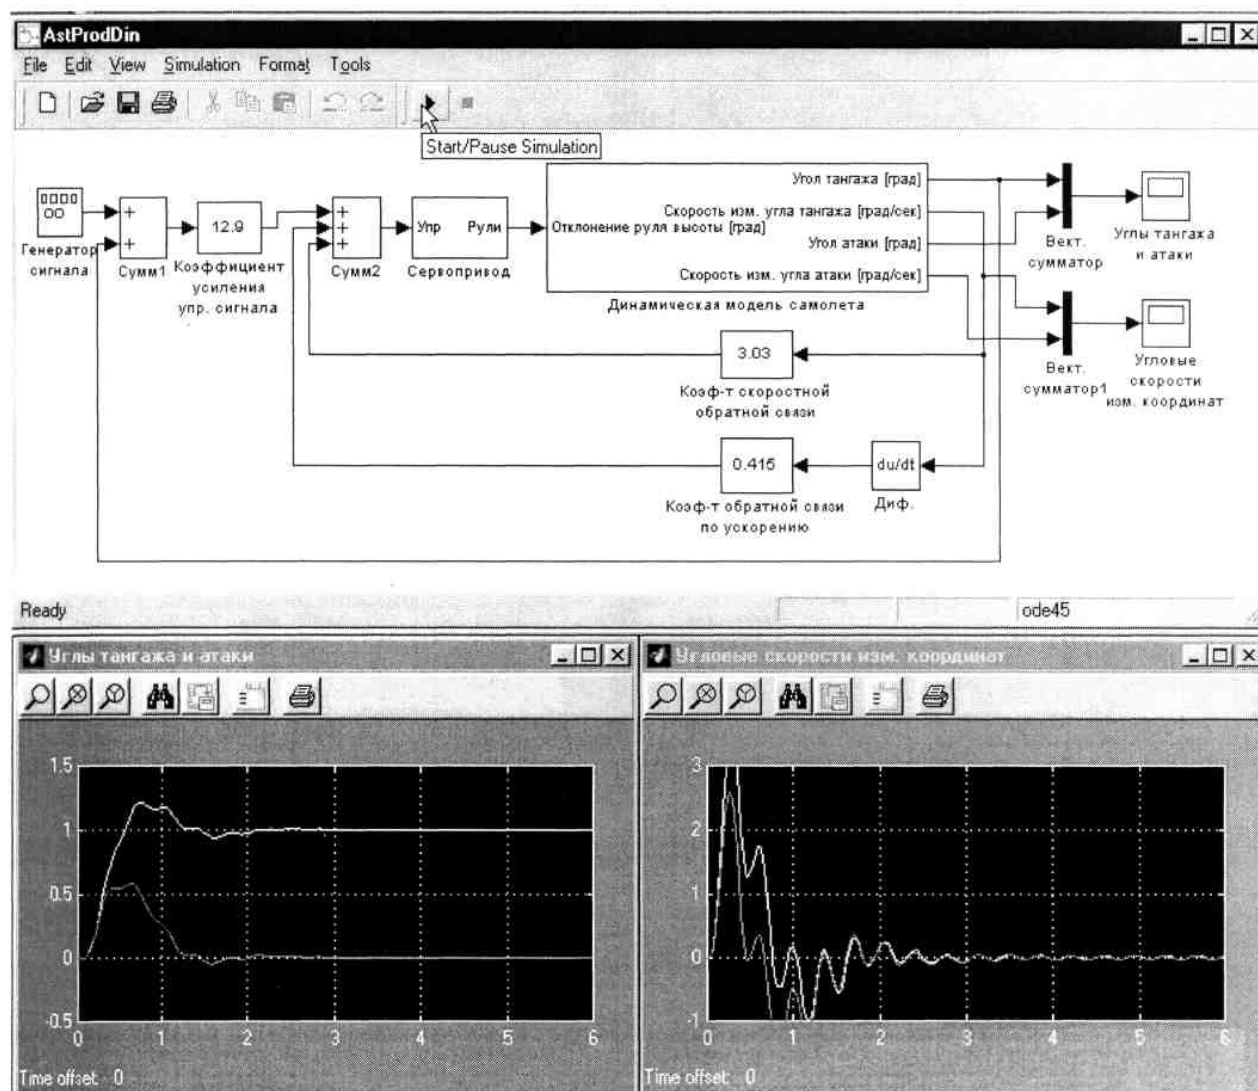 AstProdDin
File Edit View Simulation Format Tools
Start/Pause Simulation
Генератор
сигнала
+
+
Сумм1
12.9
Коэффициент
усиления
упр. сигнала
+
+
+
Сумм2
Упр Рули
Сервопривод
Угол тангажа [град]
Скорость изм. угла тангажа [град/сек]
Отклонение руля высоты [град]
Угол атаки [град]
Скорость изм. угла атаки [град/сек]
Динамическая модель самолета
Вект.
сумматор
Углы тангажа
и атаки
Вект.
сумматор1
Угловые
скорости
изм. координат
3.03
Коэф-т скоростной
обратной связи
0.415
Коэф-т обратной связи
по ускорению
du/dt
Диф.
Ready
ode45
Углы тангажа и атаки
1.5
1
0.5
0
-0.5
0 1 2 3 4 5 6
Time offset: 0
Угловые скорости изм. координат
3
2
1
0
-1
0 1 2 3 4 5 6
Time offset: 0